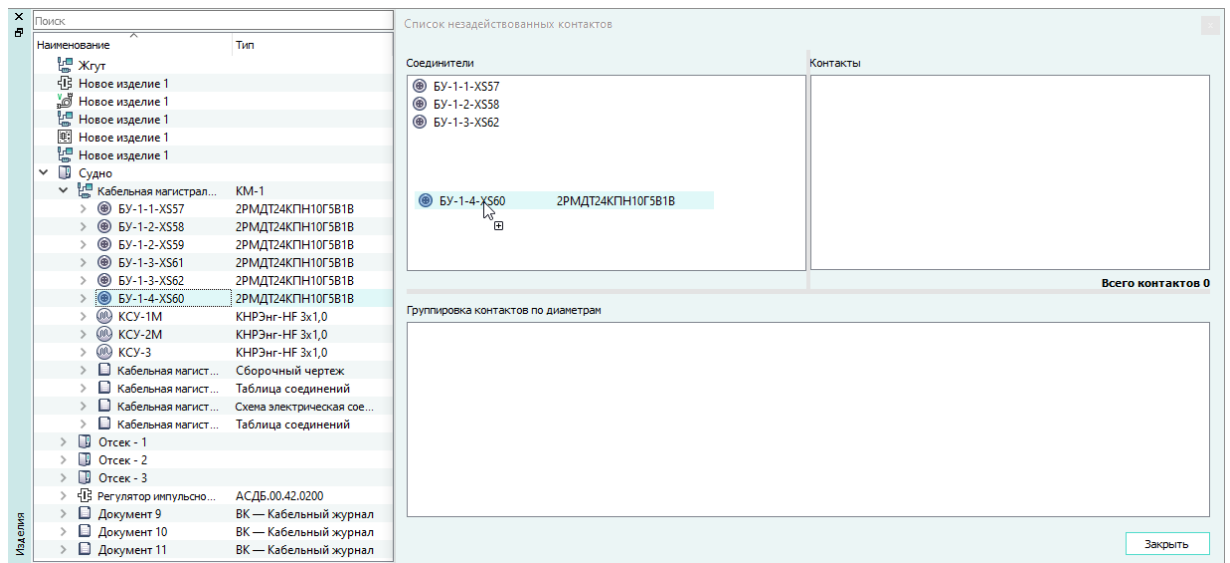 Поиск
Наименование Тип
Жгут
Новое изделие 1
Новое изделие 1
Новое изделие 1
Новое изделие 1
Новое изделие 1
Судно
Кабельная магистрал... КМ-1
БУ-1-1-XS57 2РМДТ24КПН10Г5В1В
БУ-1-2-XS58 2РМДТ24КПН10Г5В1В
БУ-1-2-XS59 2РМДТ24КПН10Г5В1В
БУ-1-3-XS61 2РМДТ24КПН10Г5В1В
БУ-1-3-XS62 2РМДТ24КПН10Г5В1В
БУ-1-4-XS60 2РМДТ24КПН10Г5В1В
КСУ-1М КНРЭнг-HF 3x1,0
КСУ-2М КНРЭнг-HF 3x1,0
КСУ-3 КНРЭнг-HF 3x1,0
Кабельная магист... Сборочный чертеж
Кабельная магист... Таблица соединений
Кабельная магист... Схема электрическая сое...
Кабельная магист... Таблица соединений
Отсек - 1
Отсек - 2
Отсек - 3
Регулятор импульсно... АСДБ.00.42.0200
Документ 9 ВК — Кабельный журнал
Документ 10 ВК — Кабельный журнал
Документ 11 ВК — Кабельный журнал
Изделия
Список незадействованных контактов
Соединители Контакты
БУ-1-1-XS57
БУ-1-2-XS58
БУ-1-3-XS62
БУ-1-4-XS60 2РМДТ24КПН10Г5В1В
Всего контактов 0
Группировка контактов по диаметрам
Закрыть